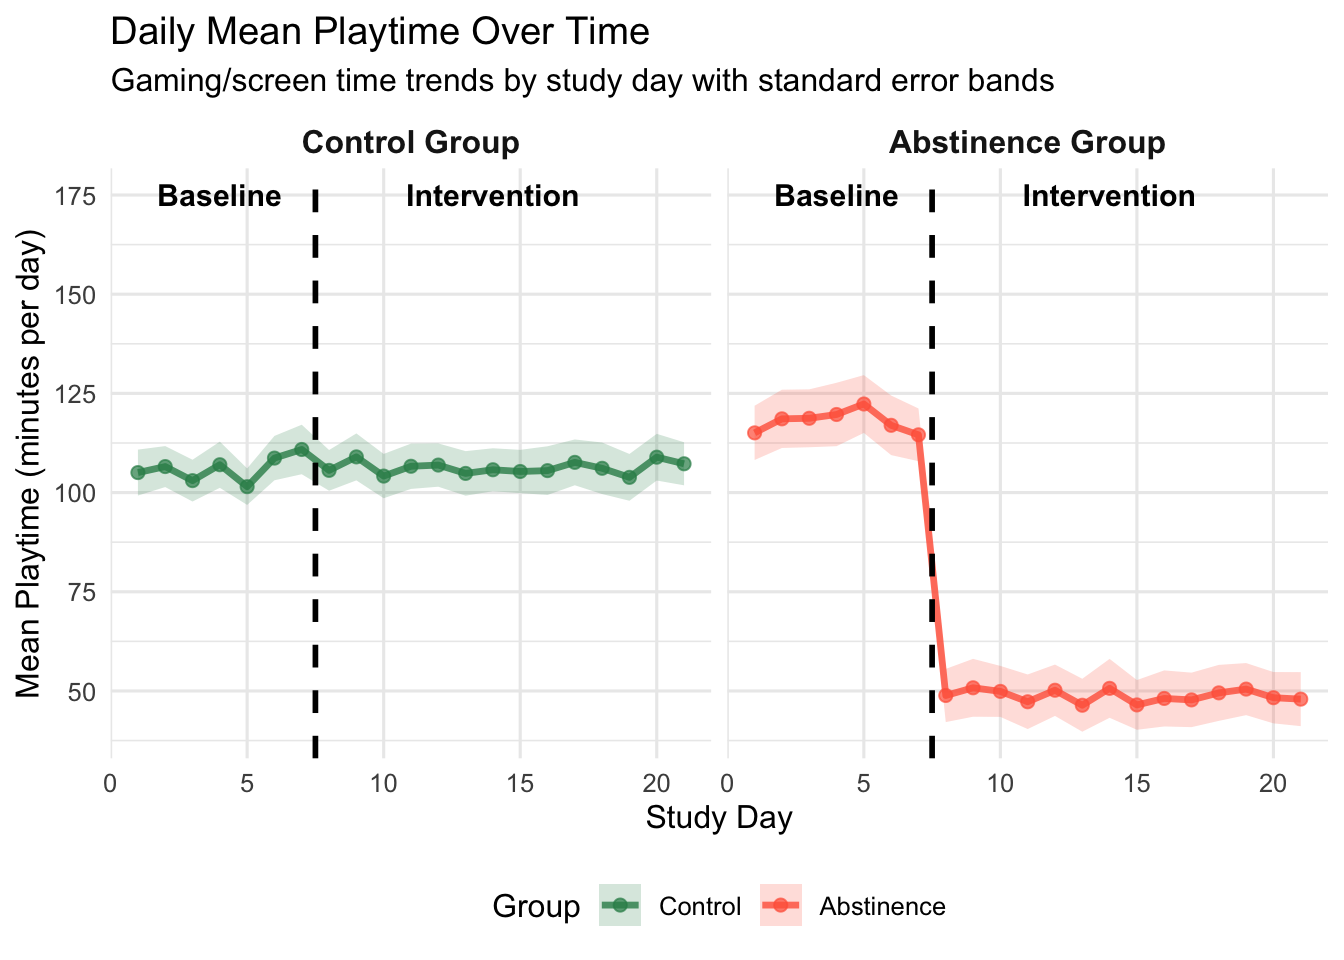 Daily Mean Playtime Over Time
Gaming/screen time trends by study day with standard error bands
Control Group
Abstinence Group
Baseline
Intervention
Baseline
Intervention
Mean Playtime (minutes per day)
175
150
125
100
75
50
0 5 10 15 20
0 5 10 15 20
Study Day
Group
Control
Abstinence